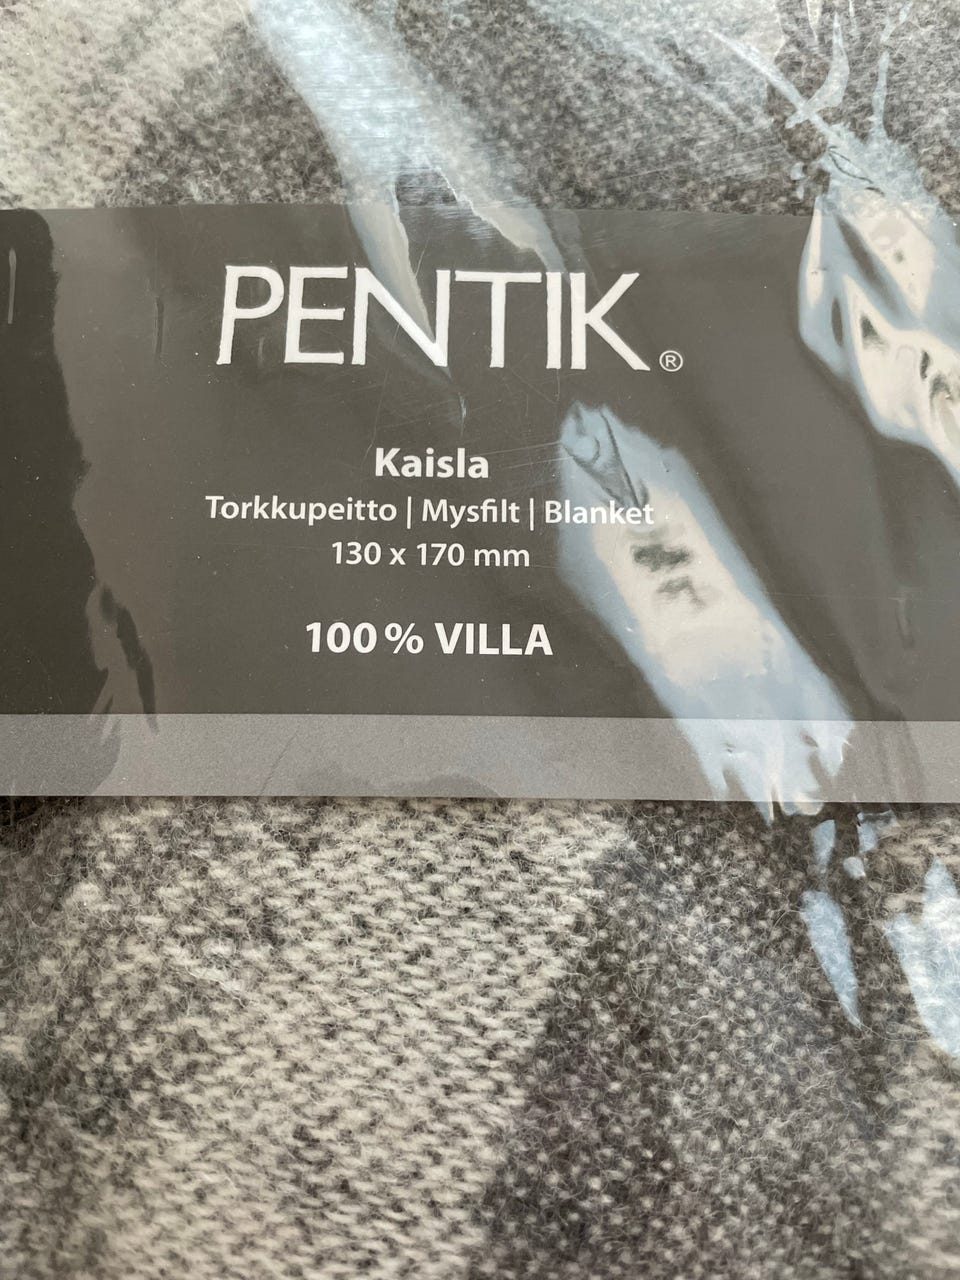 PENTIK®
Kaisla
Torkkupeitto | Mysfilt | Blanket
130 x 170 mm
100 % VILLA